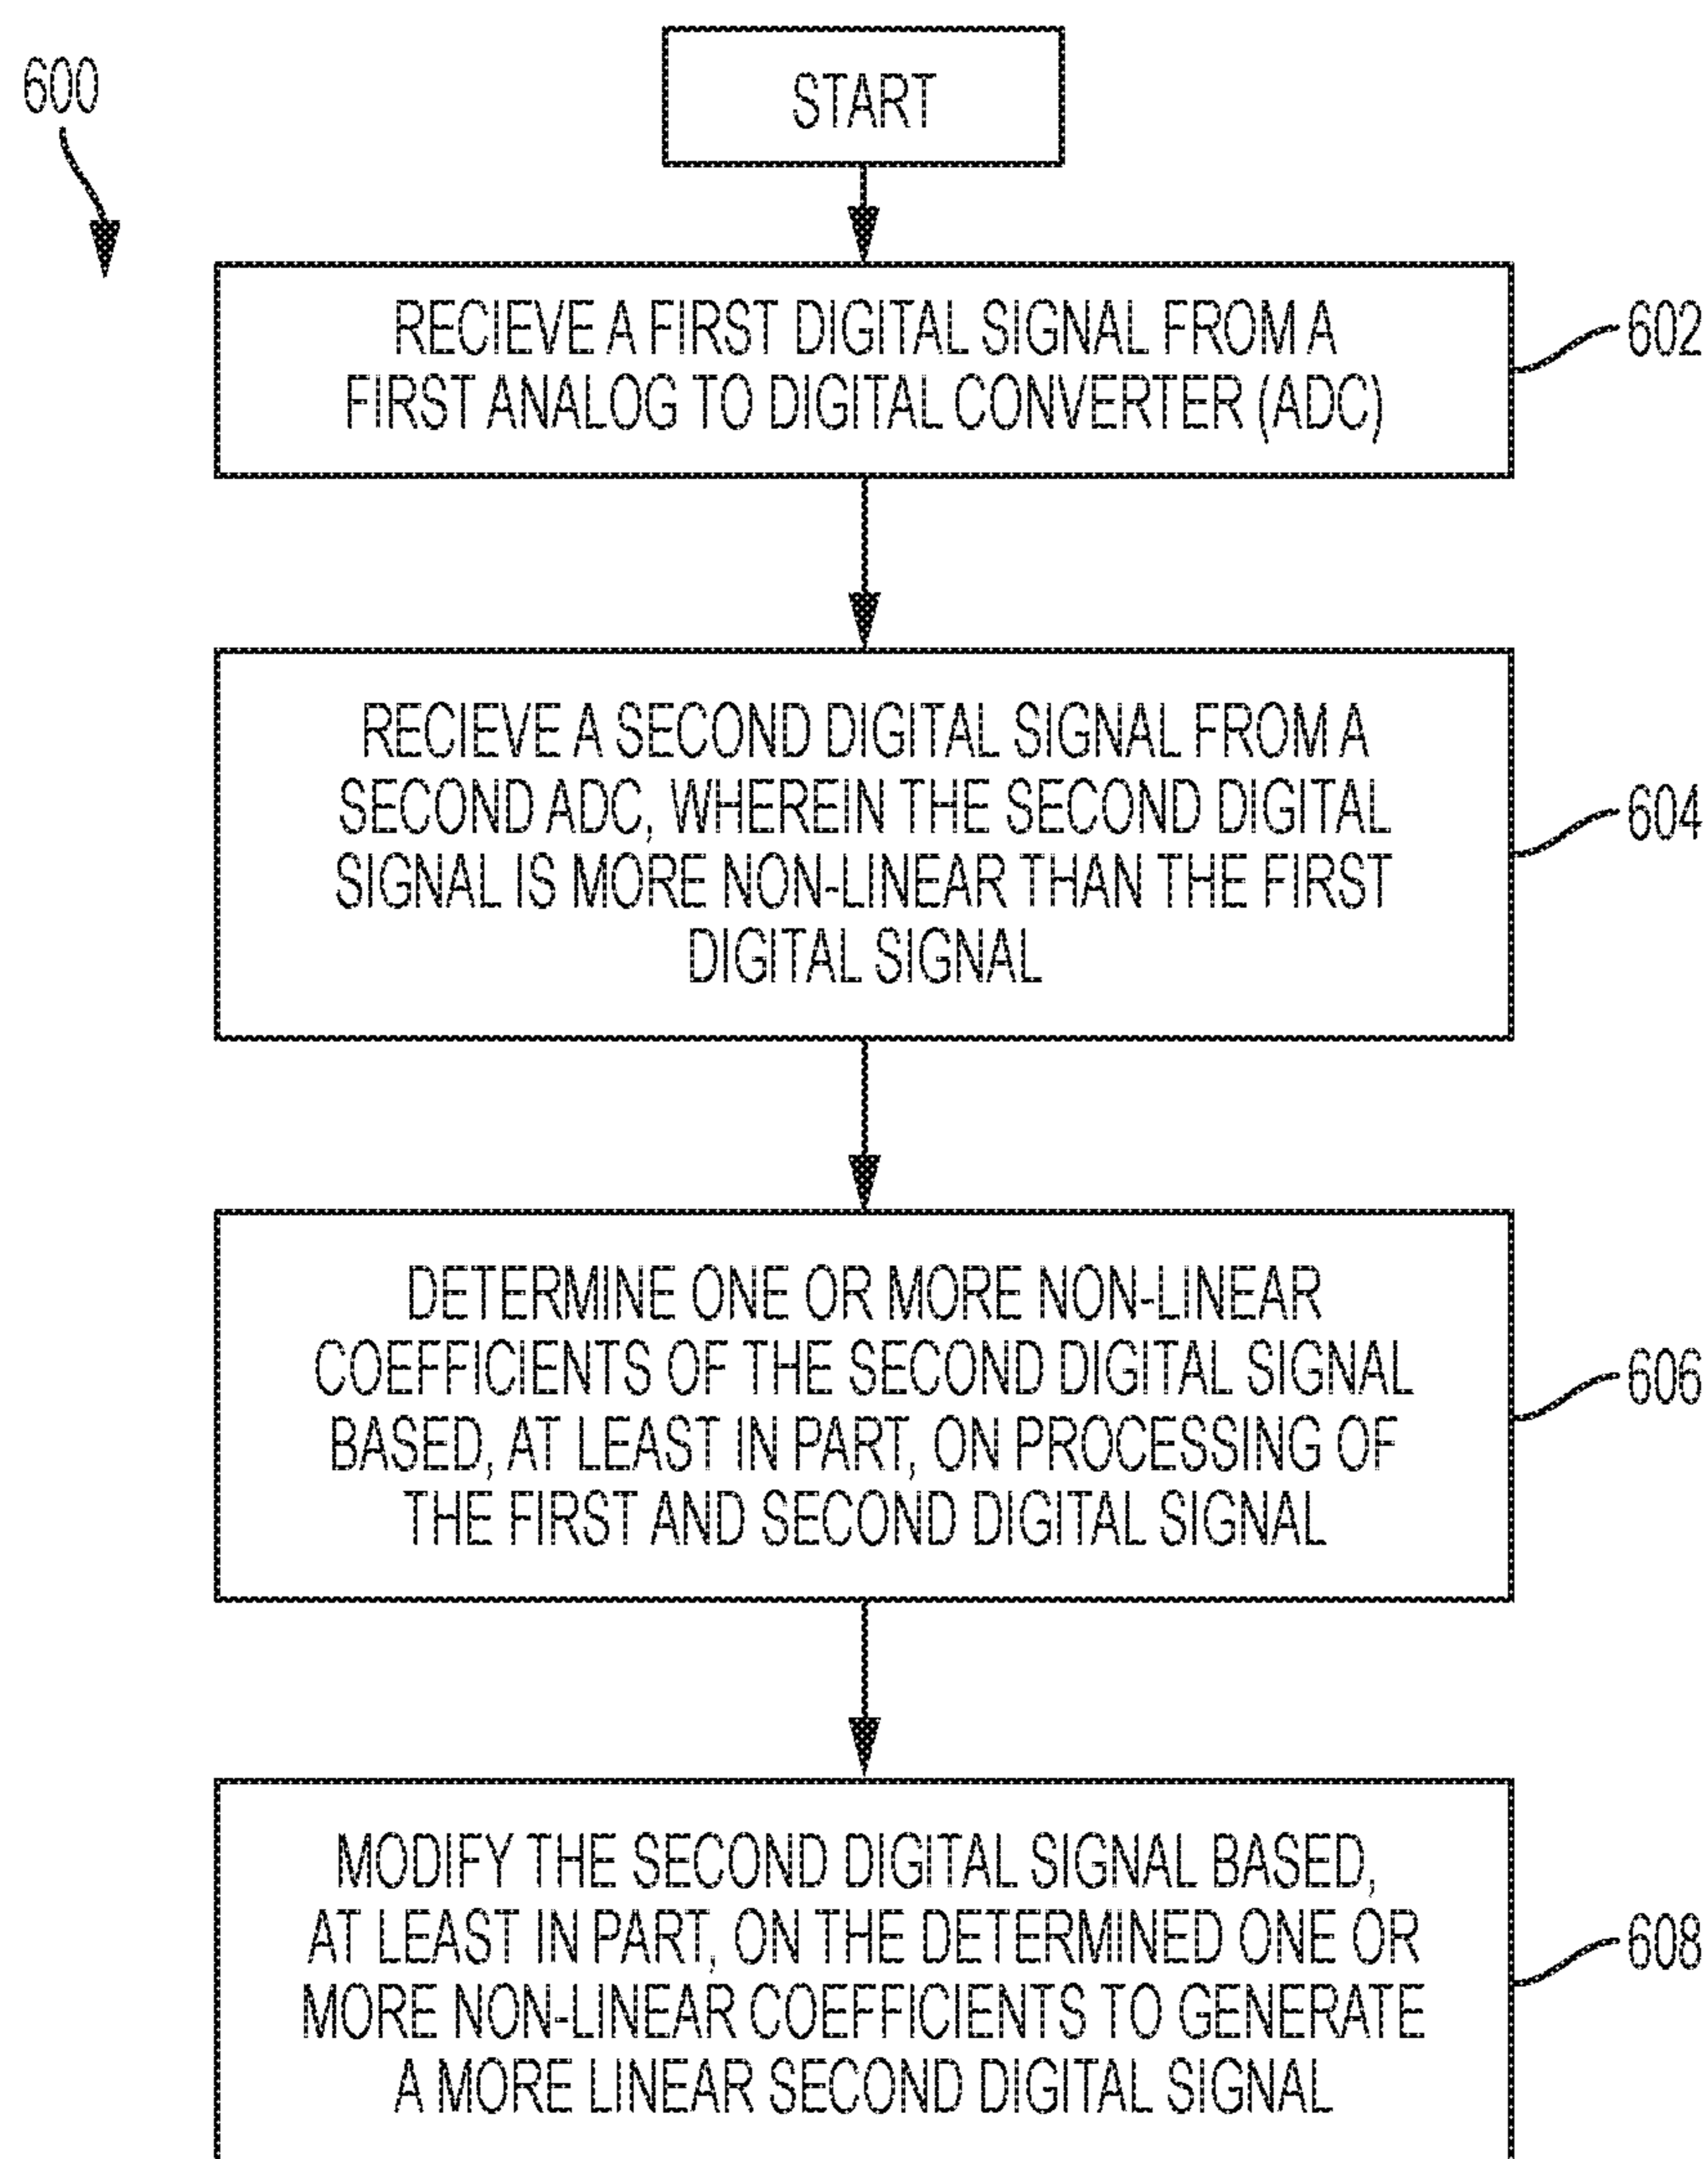 600
START
RECIEVE A FIRST DIGITAL SIGNAL FROM A
FIRST ANALOG TO DIGITAL CONVERTER (ADC)
602
RECIEVE A SECOND DIGITAL SIGNAL FROM A
SECOND ADC, WHEREIN THE SECOND DIGITAL
SIGNAL IS MORE NON-LINEAR THAN THE FIRST
DIGITAL SIGNAL
604
DETERMINE ONE OR MORE NON-LINEAR
COEFFICIENTS OF THE SECOND DIGITAL SIGNAL
BASED, AT LEAST IN PART, ON PROCESSING OF
THE FIRST AND SECOND DIGITAL SIGNAL
606
MODIFY THE SECOND DIGITAL SIGNAL BASED,
AT LEAST IN PART, ON THE DETERMINED ONE OR
MORE NON-LINEAR COEFFICIENTS TO GENERATE
A MORE LINEAR SECOND DIGITAL SIGNAL
608